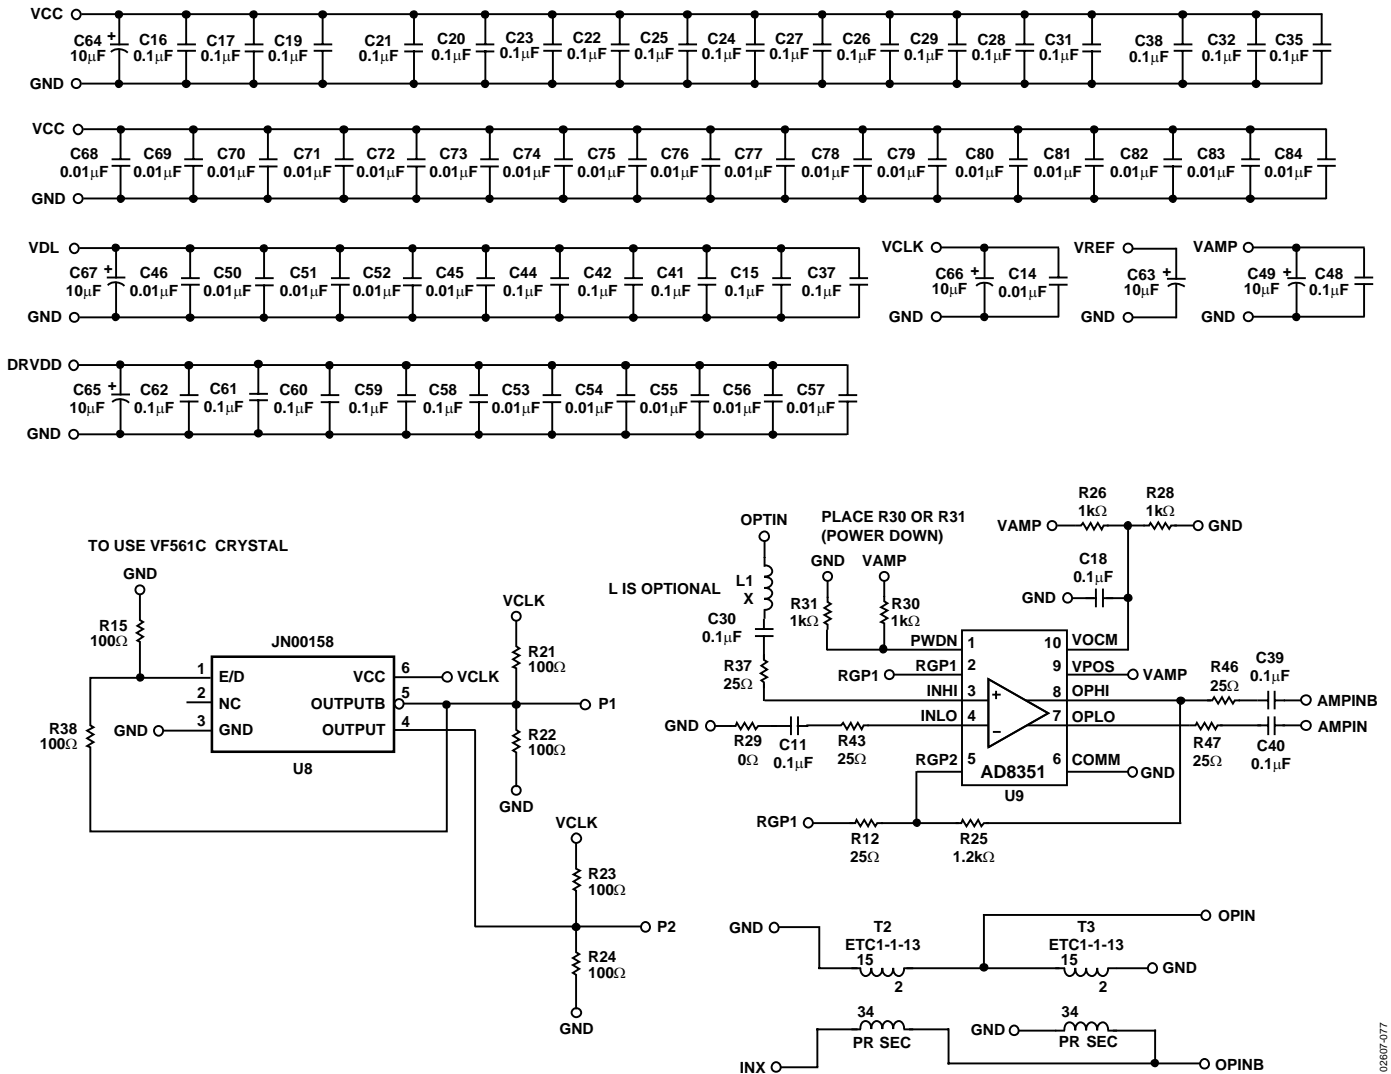 VCC
C64 C16 C17 C19 C21 C20 C23 C22 C25 C24 C27 C26 C29 C28 C31 C38 C32 C35
10μF 0.1μF 0.1μF 0.1μF 0.1μF 0.1μF 0.1μF 0.1μF 0.1μF 0.1μF 0.1μF 0.1μF 0.1μF 0.1μF 0.1μF 0.1μF 0.1μF 0.1μF
GND
VCC
C68 C69 C70 C71 C72 C73 C74 C75 C76 C77 C78 C79 C80 C81 C82 C83 C84
0.01μF 0.01μF 0.01μF 0.01μF 0.01μF 0.01μF 0.01μF 0.01μF 0.01μF 0.01μF 0.01μF 0.01μF 0.01μF 0.01μF 0.01μF 0.01μF 0.01μF
GND
VDL
C67 C46 C50 C51 C52 C45 C44 C42 C41 C15 C37
10μF 0.01μF 0.01μF 0.01μF 0.01μF 0.01μF 0.1μF 0.1μF 0.1μF 0.1μF 0.1μF
GND
VCLK
C66 C14
10μF 0.01μF
GND
VREF
C63
10μF
GND
VAMP
C49 C48
10μF 0.1μF
GND
DRVDD
C65 C62 C61 C60 C59 C58 C53 C54 C55 C56 C57
10μF 0.1μF 0.1μF 0.1μF 0.1μF 0.1μF 0.01μF 0.01μF 0.01μF 0.01μF 0.01μF
GND
TO USE VF561C CRYSTAL
GND
R15
100Ω
JN00158
1 E/D
2 NC
3 GND
GND
VCC 6 VCLK
OUTPUTB 5
OUTPUT 4
U8
R38
100Ω
VCLK
R21
100Ω
P1
R22
100Ω
GND
VCLK
R23
100Ω
P2
R24
100Ω
GND
OPTIN
L IS OPTIONAL
L1
X
C30
0.1μF
R37
25Ω
PLACE R30 OR R31
(POWER DOWN)
GND VAMP
R31
1kΩ
R30
1kΩ
R26
1kΩ
R28
1kΩ
VAMP
GND
C18
0.1μF
GND
PWDN 1
RGP1 RGP1 2
INHI 3
INLO 4
RGP2 5
+
−
AD8351
U9
10 VOCM
9 VPOS VAMP
8 OPHI
7 OPLO
6 COMM GND
GND
R29
0Ω
C11
0.1μF
R43
25Ω
R46
25Ω
C39
0.1μF
AMPINB
AMPIN
R47
25Ω
C40
0.1μF
RGP1
R12
25Ω
R25
1.2kΩ
OPIN
GND
T2
ETC1-1-13
15
2
T3
ETC1-1-13
15
2
GND
34
PR SEC
INX
GND
34
PR SEC
OPINB
02607-077